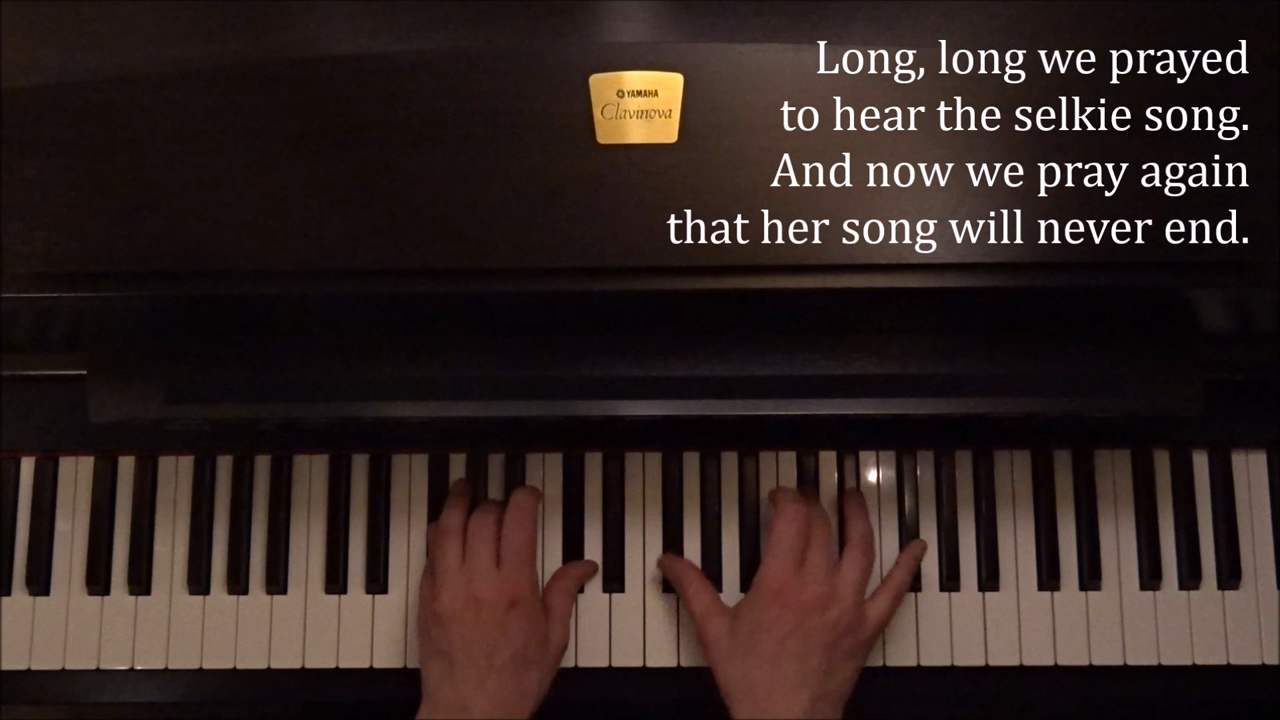 Long, long we prayed
to hear the selkie song.
And now we pray again
that her song will never end.
YAMAHA
Clavinova